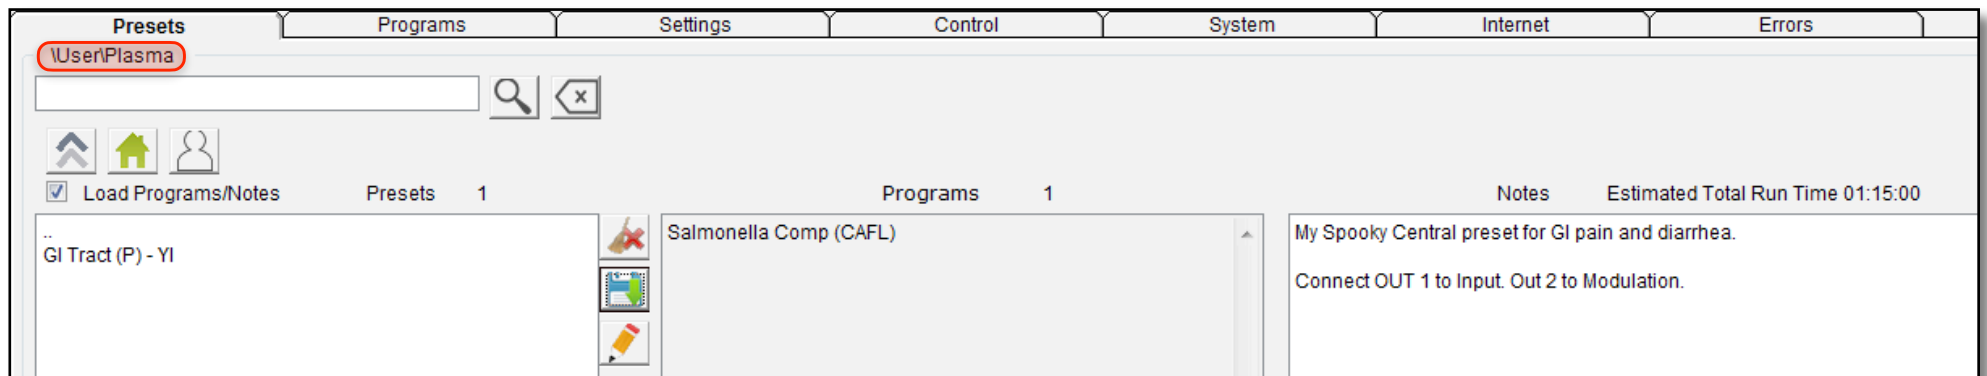 Presets Programs Settings Control System Internet Errors
\User\Plasma
Load Programs/Notes Presets 1 Programs 1 Notes Estimated Total Run Time 01:15:00
..
GI Tract (P) - YI
Salmonella Comp (CAFL)
My Spooky Central preset for GI pain and diarrhea.
Connect OUT 1 to Input. Out 2 to Modulation.